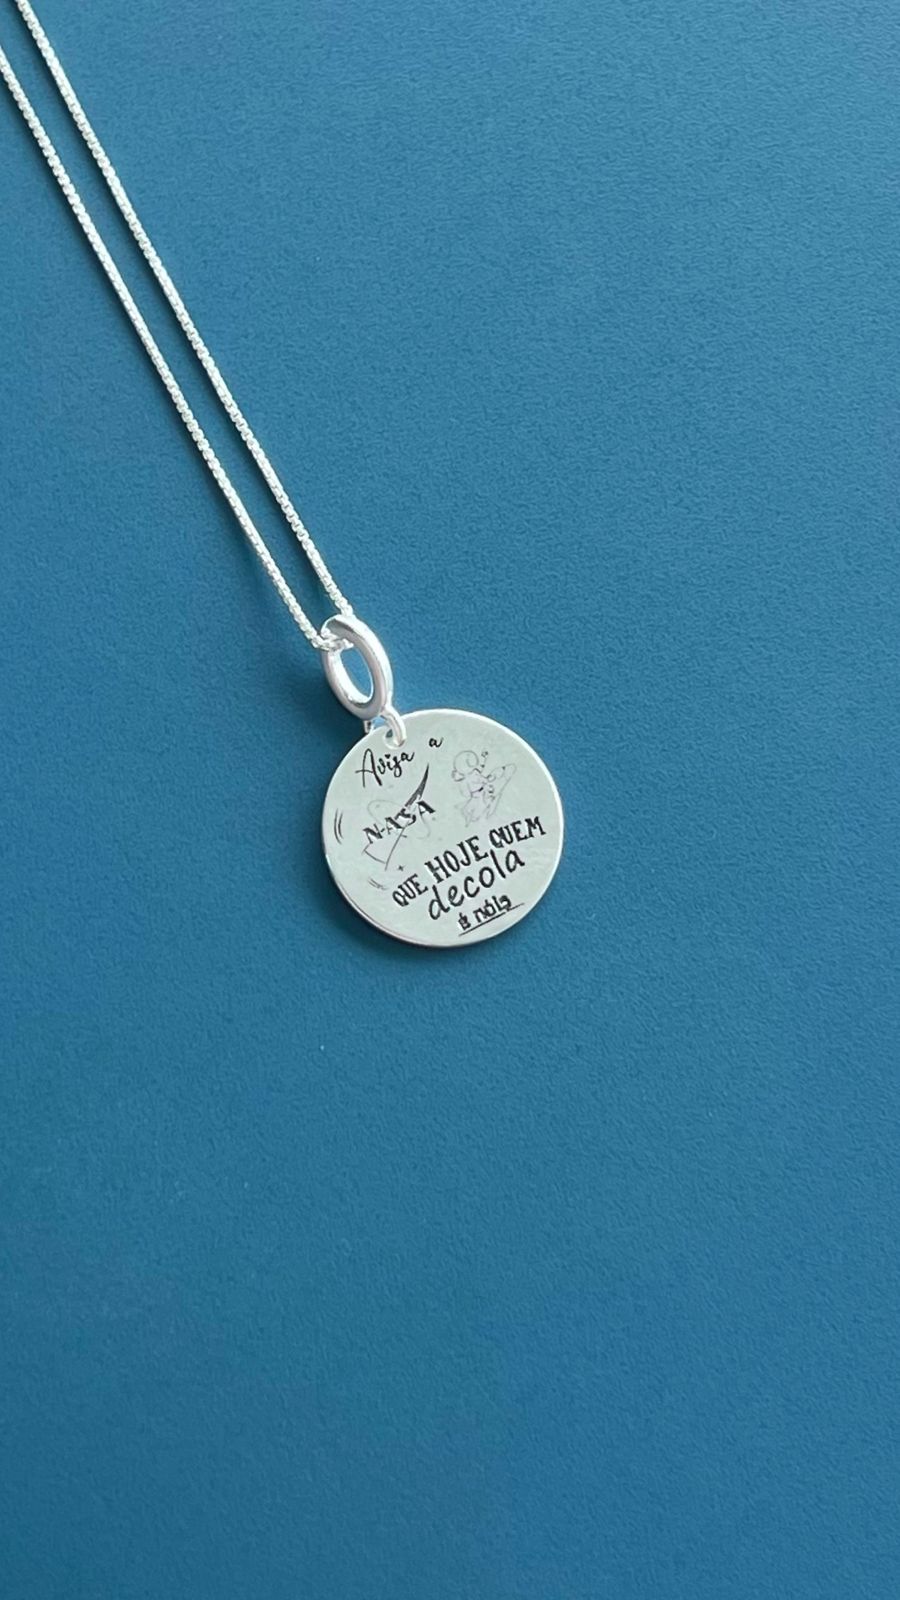 Avisa a
NASA
QUE HOJE QUEM
decola
é nóis